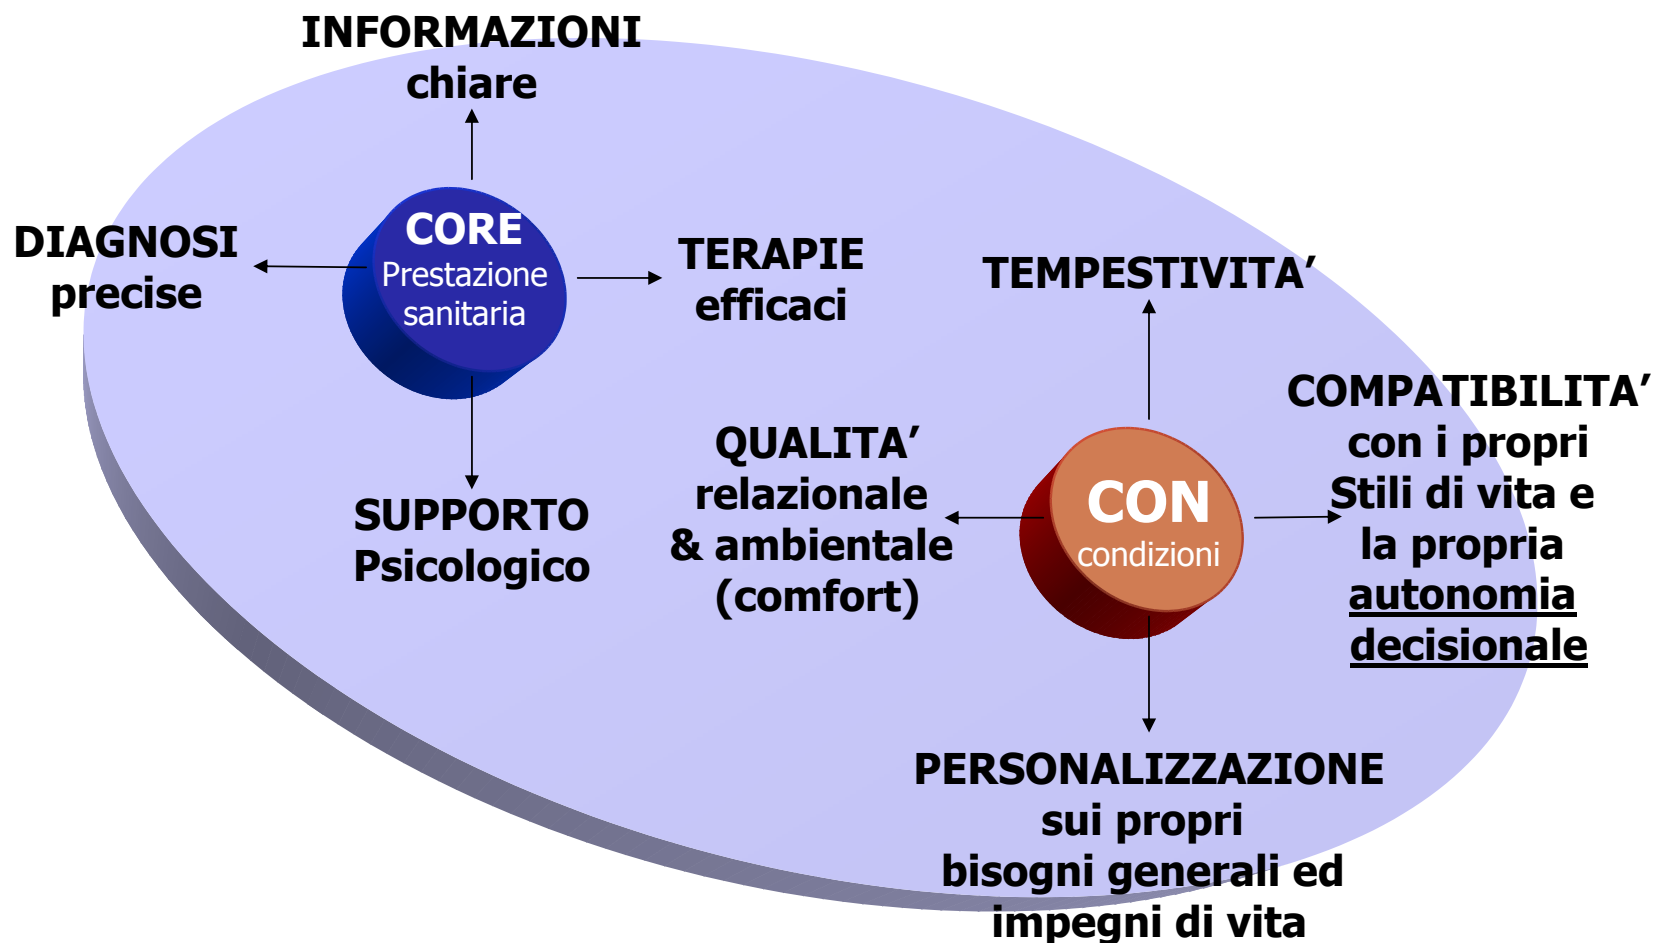 INFORMAZIONI
chiare
DIAGNOSI
precise
CORE
Prestazione
sanitaria
TERAPIE
efficaci
SUPPORTO
Psicologico
TEMPESTIVITA’
QUALITA’
relazionale
& ambientale
(comfort)
CON
condizioni
COMPATIBILITA’
con i propri
Stili di vita e
la propria
autonomia
decisionale
PERSONALIZZAZIONE
sui propri
bisogni generali ed
impegni di vita